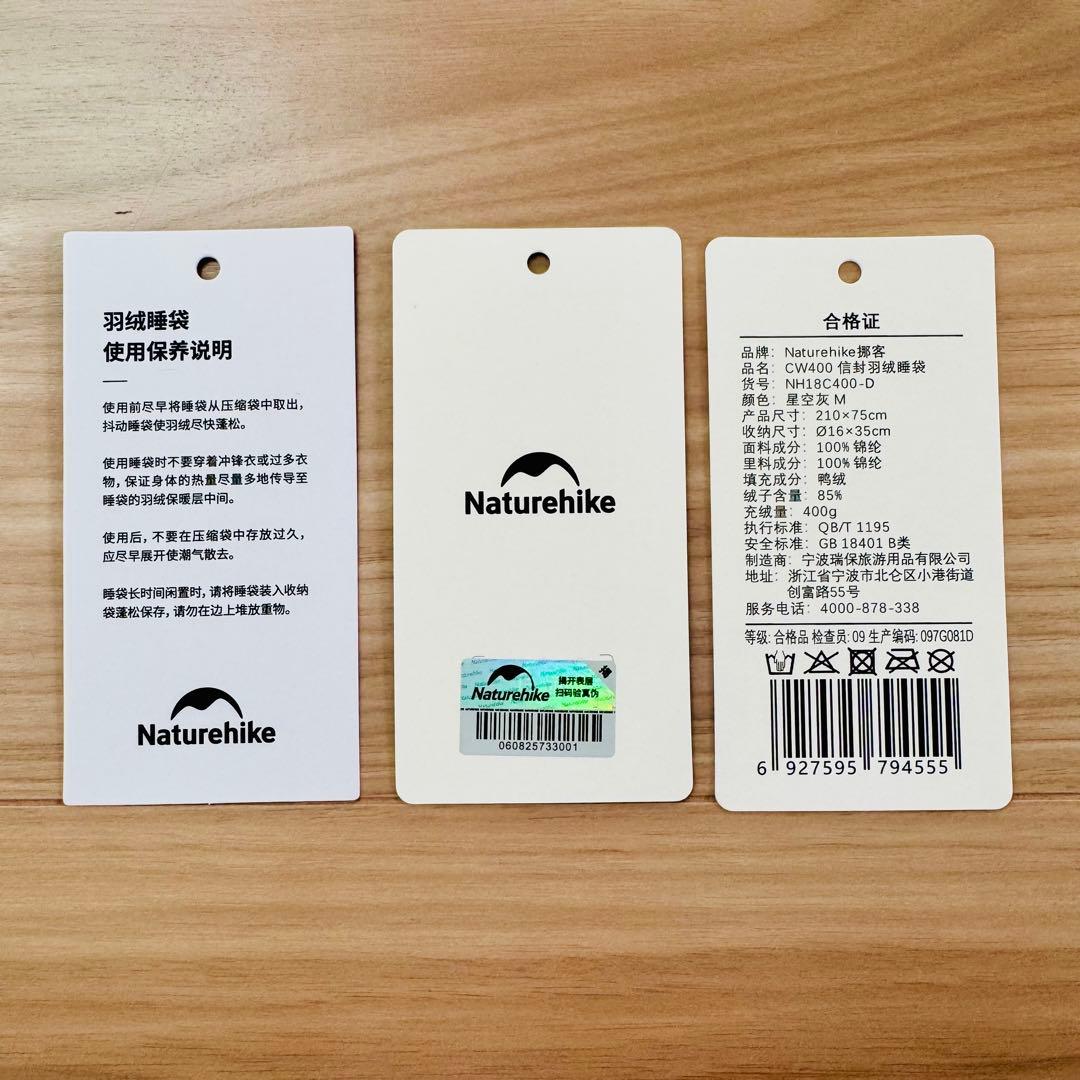 羽绒睡袋
使用保养说明
使用前尽早将睡袋从压缩袋中取出，
抖动睡袋使羽绒尽快蓬松。
使用睡袋时不要穿着冲锋衣或过多衣
物，保证身体的热量尽量多地传导至
睡袋的羽绒保暖层中间。
使用后，不要在压缩袋中存放过久，
应尽早展开使潮气散去。
睡袋长时间闲置时，请将睡袋装入收纳
袋蓬松保存，请勿在边上堆放重物。
Naturehike
Naturehike
Naturehike
揭开表层
扫码验真伪
060825733001
合格证
品牌：Naturehike挪客
品名：CW400 信封羽绒睡袋
货号：NH18C400-D
颜色：星空灰 M
产品尺寸：210×75cm
收纳尺寸：Ø16×35cm
面料成分：100% 锦纶
里料成分：100% 锦纶
填充成分：鸭绒
绒子含量：85%
充绒量：400g
执行标准：QB/T 1195
安全标准：GB 18401 B类
制造商：宁波瑞保旅游用品有限公司
地址：浙江省宁波市北仑区小港街道
创富路55号
服务电话：4000-878-338
等级: 合格品 检查员: 09 生产编码: 097G081D
6 927595 794555